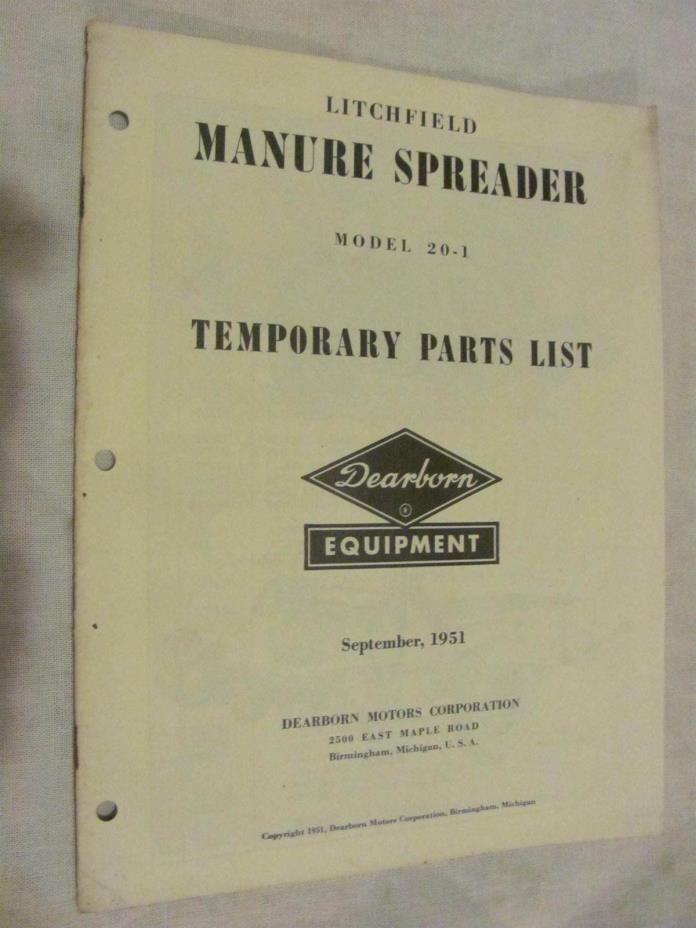 LITCHFIELD
MANURE SPREADER
MODEL 20-1
TEMPORARY PARTS LIST
Dearborn
®
EQUIPMENT
September, 1951
DEARBORN MOTORS CORPORATION
2500 EAST MAPLE ROAD
Birmingham, Michigan, U. S. A.
Copyright 1951, Dearborn Motors Corporation, Birmingham, Michigan